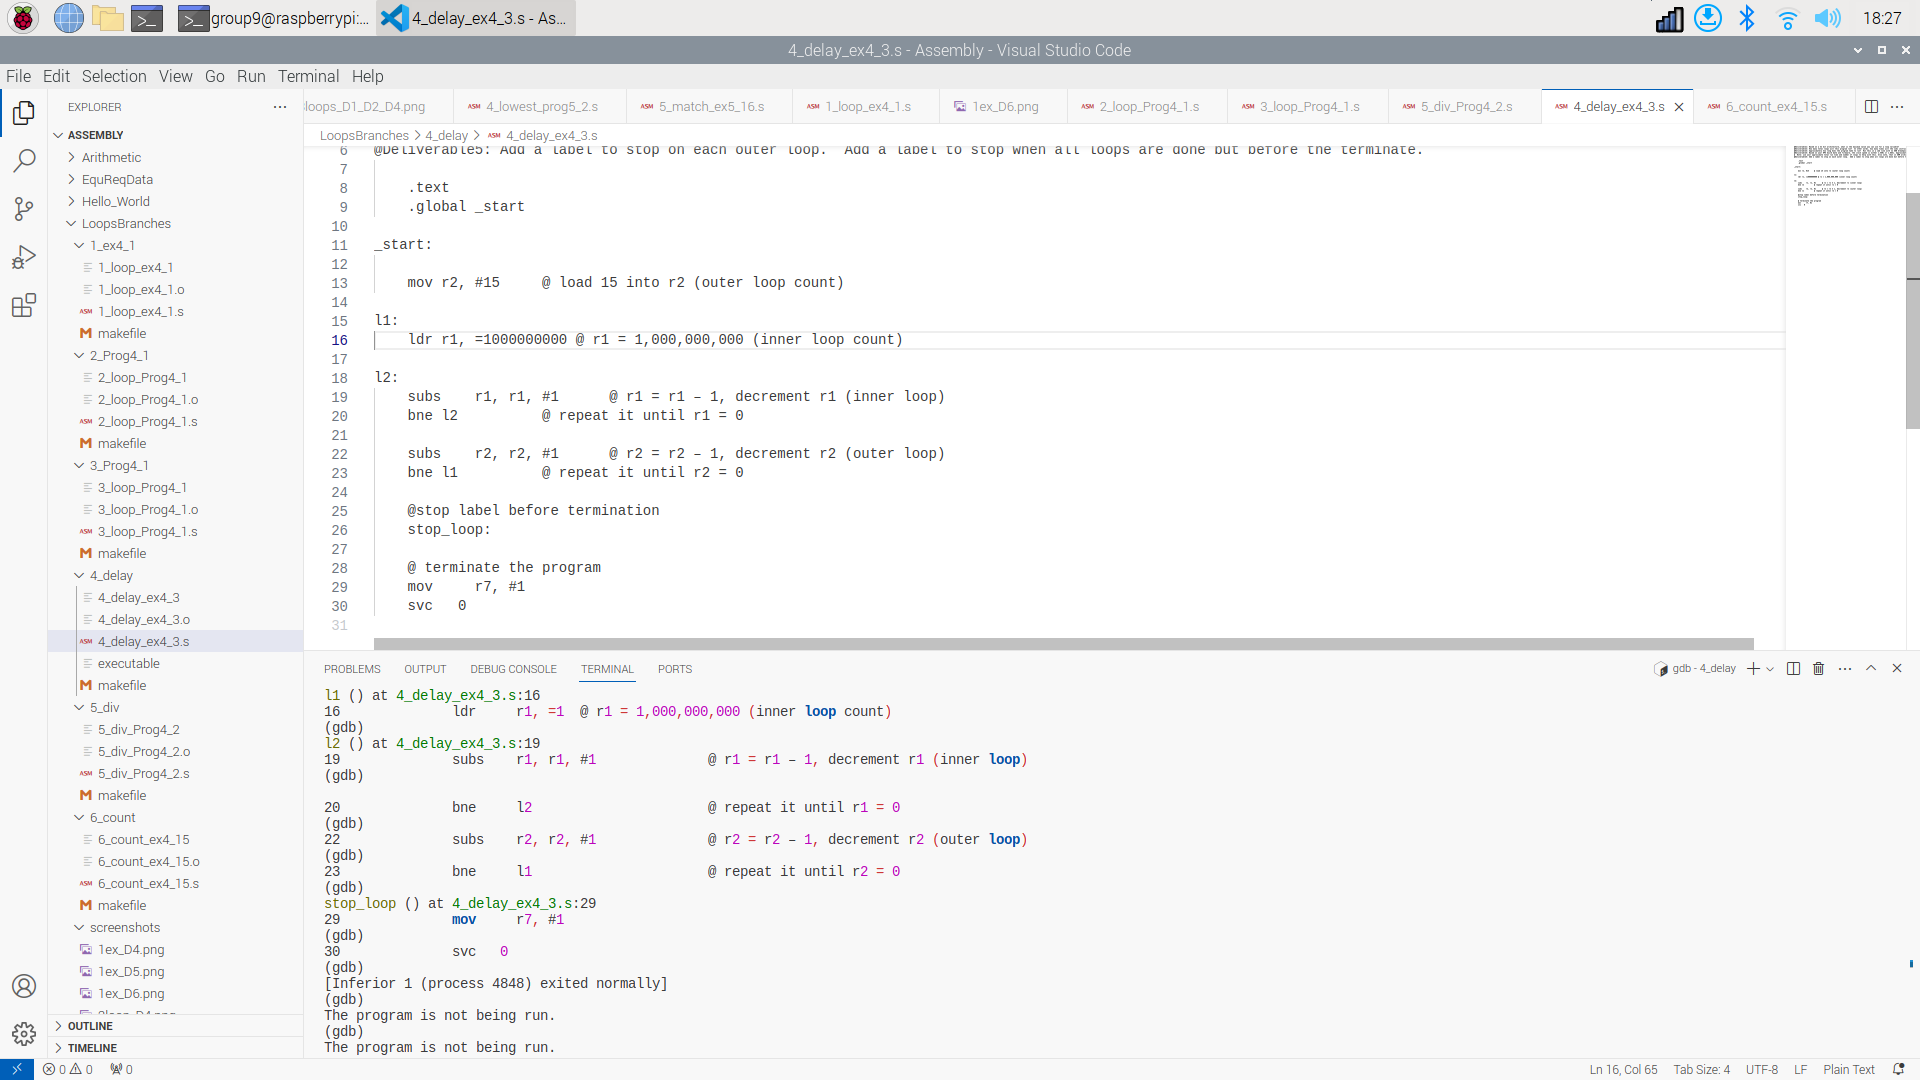 group9@raspberrypi:...
4_delay_ex4_3.s - As...
18:27
4_delay_ex4_3.s - Assembly - Visual Studio Code
File Edit Selection View Go Run Terminal Help
EXPLORER
ASSEMBLY
Arithmetic
EquReqData
Hello_World
LoopsBranches
1_ex4_1
1_loop_ex4_1
1_loop_ex4_1.o
ASM 1_loop_ex4_1.s
M makefile
2_Prog4_1
2_loop_Prog4_1
2_loop_Prog4_1.o
ASM 2_loop_Prog4_1.s
M makefile
3_Prog4_1
3_loop_Prog4_1
3_loop_Prog4_1.o
ASM 3_loop_Prog4_1.s
M makefile
4_delay
4_delay_ex4_3
4_delay_ex4_3.o
ASM 4_delay_ex4_3.s
executable
M makefile
5_div
5_div_Prog4_2
5_div_Prog4_2.o
ASM 5_div_Prog4_2.s
M makefile
6_count
6_count_ex4_15
6_count_ex4_15.o
ASM 6_count_ex4_15.s
M makefile
screenshots
1ex_D4.png
1ex_D5.png
1ex_D6.png
OUTLINE
TIMELINE
loops_D1_D2_D4.png ASM 4_lowest_prog5_2.s ASM 5_match_ex5_16.s ASM 1_loop_ex4_1.s 1ex_D6.png ASM 2_loop_Prog4_1.s ASM 3_loop_Prog4_1.s ASM 5_div_Prog4_2.s ASM 4_delay_ex4_3.s ASM 6_count_ex4_15.s
LoopsBranches > 4_delay > ASM 4_delay_ex4_3.s
6 @Deliverable5: Add a label to stop on each outer loop.  Add a label to stop when all loops are done but before the terminate.
7
8 .text
9 .global _start
10
11 _start:
12
13 mov r2, #15 @ load 15 into r2 (outer loop count)
14
15 l1:
16 ldr r1, =1000000000 @ r1 = 1,000,000,000 (inner loop count)
17
18 l2:
19 subs r1, r1, #1 @ r1 = r1 – 1, decrement r1 (inner loop)
20 bne l2 @ repeat it until r1 = 0
21
22 subs r2, r2, #1 @ r2 = r2 – 1, decrement r2 (outer loop)
23 bne l1 @ repeat it until r2 = 0
24
25 @stop label before termination
26 stop_loop:
27
28 @ terminate the program
29 mov r7, #1
30 svc 0
31
PROBLEMS OUTPUT DEBUG CONSOLE TERMINAL PORTS
gdb - 4_delay
l1 () at 4_delay_ex4_3.s:16
16 ldr r1, =1 @ r1 = 1,000,000,000 (inner loop count)
(gdb)
l2 () at 4_delay_ex4_3.s:19
19 subs r1, r1, #1 @ r1 = r1 – 1, decrement r1 (inner loop)
(gdb)
20 bne l2 @ repeat it until r1 = 0
(gdb)
22 subs r2, r2, #1 @ r2 = r2 – 1, decrement r2 (outer loop)
(gdb)
23 bne l1 @ repeat it until r2 = 0
(gdb)
stop_loop () at 4_delay_ex4_3.s:29
29 mov r7, #1
(gdb)
30 svc 0
(gdb)
[Inferior 1 (process 4848) exited normally]
(gdb)
The program is not being run.
(gdb)
The program is not being run.
0 0 0
Ln 16, Col 65 Tab Size: 4 UTF-8 LF Plain Text